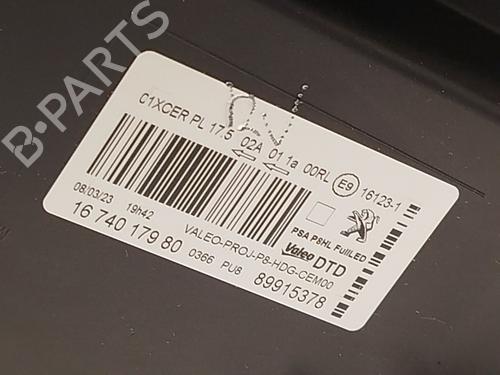 B-PARTS
01XCER PL 17.5 02A 01 1a 00RL E9 16123-1
PSA P8HL FullLED
Valeo DTD
08/03/23 19h42 VALEO-PROJ-P8-HDG-CEM00
16 740 179 80 0366 PU8 89915378